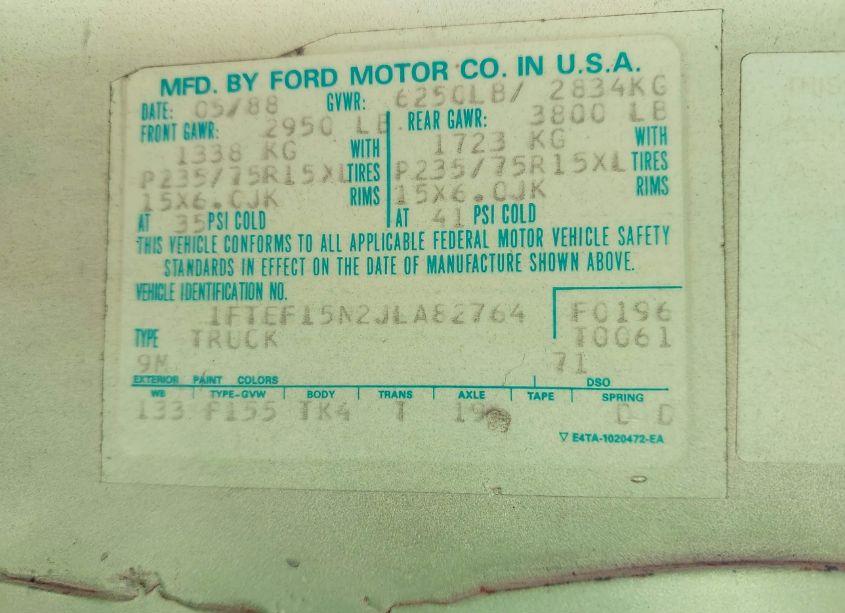 MFD. BY FORD MOTOR CO. IN U.S.A.
DATE: 05/88 GVWR: 6250LB/ 2834KG
FRONT GAWR: 2950 LB REAR GAWR: 3800 LB
1338 KG WITH 1723 KG WITH
P235/75R15XL TIRES P235/75R15XL TIRES
15X6.0JK RIMS 15X6.0JK RIMS
AT 35 PSI COLD AT 41 PSI COLD
THIS VEHICLE CONFORMS TO ALL APPLICABLE FEDERAL MOTOR VEHICLE SAFETY
STANDARDS IN EFFECT ON THE DATE OF MANUFACTURE SHOWN ABOVE.
VEHICLE IDENTIFICATION NO.
1FTEF15N2JLA82764 F0196
TYPE TRUCK T0061
9M 71
EXTERIOR PAINT COLORS DSO
WB TYPE-GVW BODY TRANS AXLE TAPE SPRING
133 F155 TK4 T 19 D
▽ E4TA-1020472-EA
THIS